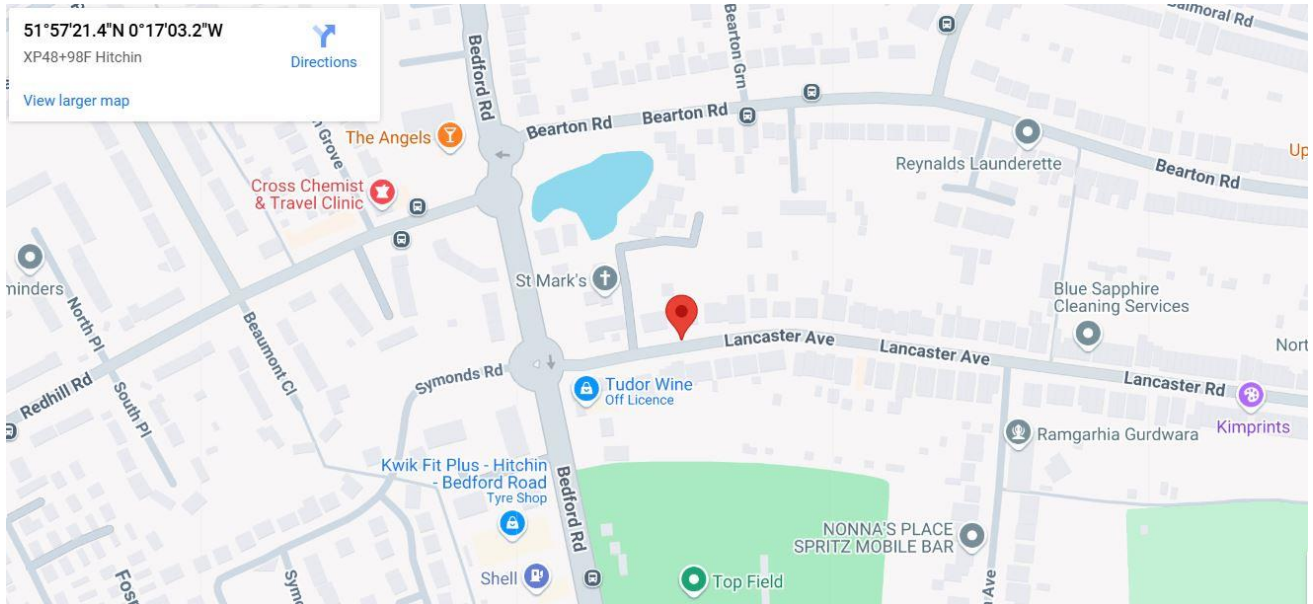 51°57'21.4"N 0°17'03.2"W
XP48+98F Hitchin
Directions
View larger map
Bedford Rd
Bearton Grn
Balmoral Rd
Bearton Rd
Bearton Rd
The Angels
Grove
Cross Chemist
& Travel Clinic
Reynalds Launderette
Bearton Rd
Up
minders
North Pl
South Pl
Beaumont Cl
Redhill Rd
St Mark's
Symonds Rd
Lancaster Ave
Lancaster Ave
Blue Sapphire
Cleaning Services
Nort
Lancaster Rd
Kimprints
Tudor Wine
Off Licence
Ramgarhia Gurdwara
Kwik Fit Plus - Hitchin
- Bedford Road
Tyre Shop
Bedford Rd
NONNA'S PLACE
SPRITZ MOBILE BAR
Shell
Top Field
Ave
Symo
Fosr